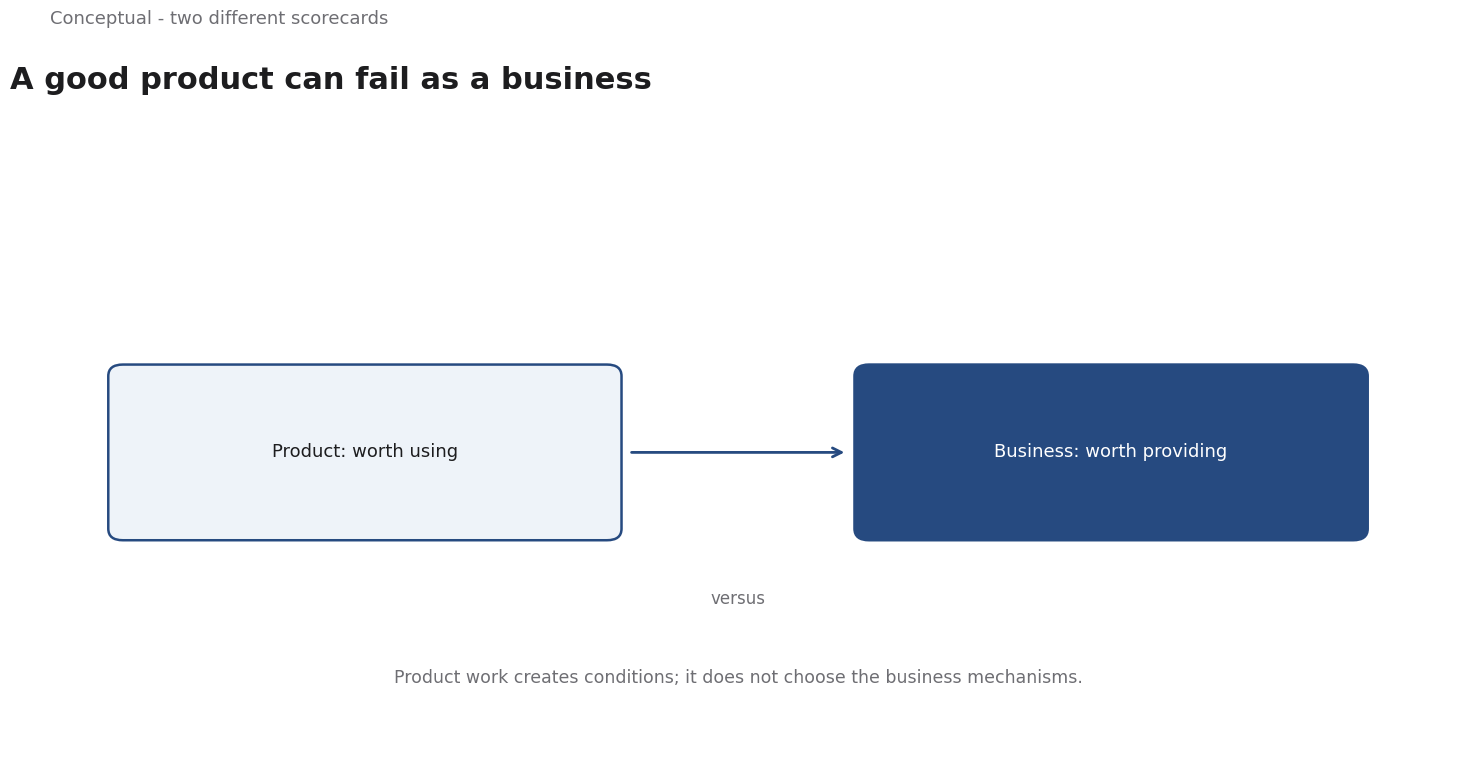 Conceptual - two different scorecards
A good product can fail as a business
Product: worth using
Business: worth providing
versus
Product work creates conditions; it does not choose the business mechanisms.